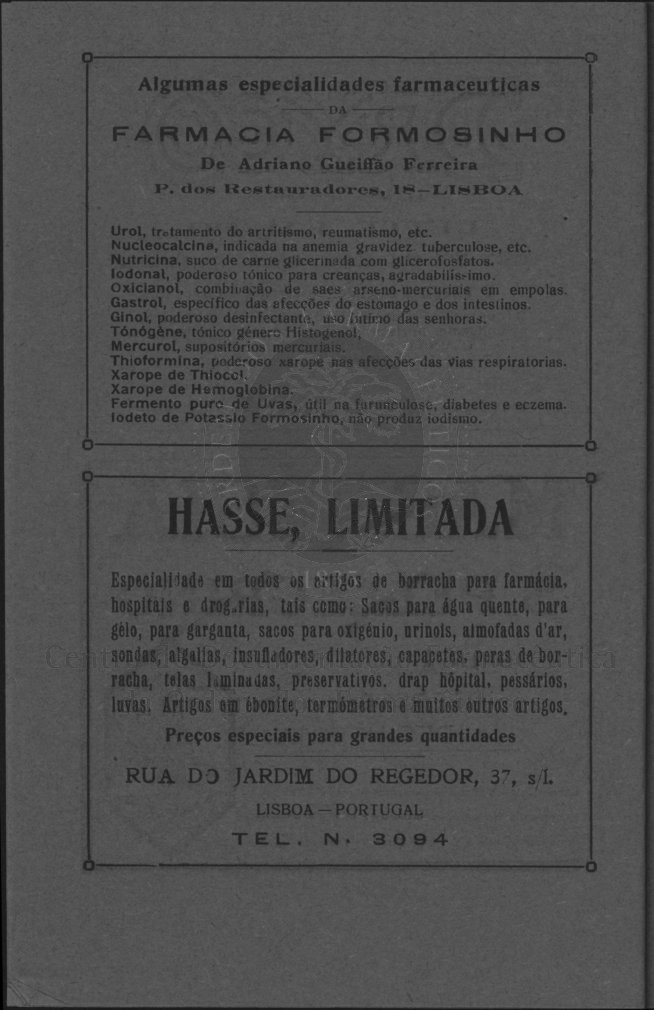 Algumas especialidades farmaceuticas
DA
FARMACIA FORMOSINHO
De Adriano Gueiffão Ferreira
P. dos Restauradores, 18—LISBOA
Urol, tratamento do artritismo, reumatismo, etc.
Nucleocalcina, indicada na anemia gravidez tuberculose, etc.
Nutricina, suco de carne glicerinada com glicerofosfatos.
Iodonal, poderoso tónico para creanças, agradabilissimo.
Oxicianol, combinação de saes arseno-mercuriais em empolas.
Gastrol, especifico das afecções do estomago e dos intestinos.
Ginol, poderoso desinfectante, uso intimo das senhoras.
Tónógène, tónico género Histogenol.
Mercurol, supositórios mercuriais.
Thioformina, poderoso xarope nas afecções das vias respiratorias.
Xarope de Thiocol.
Xarope de Hemoglobina.
Fermento puro de Uvas, útil na furunculose, diabetes e eczema.
Iodeto de Potassio Formosinho, não produz iodismo.
HASSE, LIMITADA
Especialidade em todos os artigos de borracha para farmácia,
hospitais e drogarias, tais como: Sacos para água quente, para
gêlo, para garganta, sacos para oxigénio, urinois, almofadas d'ar,
sondas, algalias, insufladores, dilatores, capacetes, peras de bor-
racha, telas laminadas, preservativos, drap hôpital, pessários,
luvas. Artigos em ébonite, termómetros e muitos outros artigos.
Preços especiais para grandes quantidades
RUA DO JARDIM DO REGEDOR, 37, s/l.
LISBOA—PORTUGAL
TEL. N. 3094